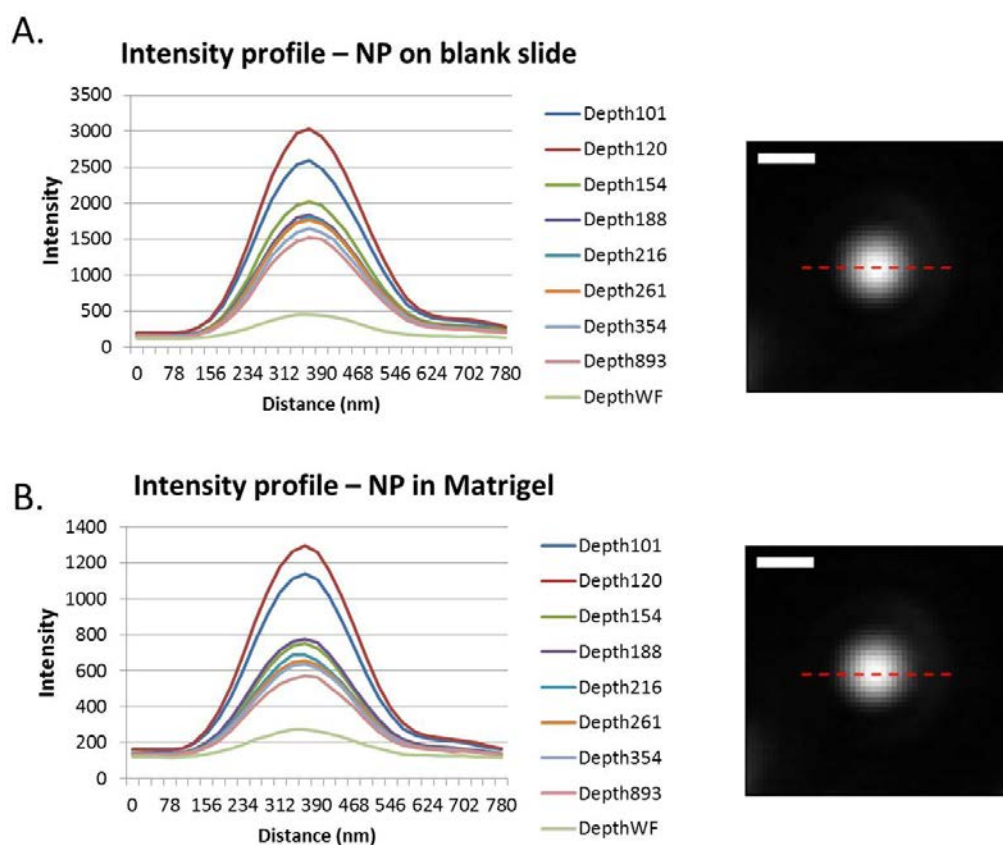 A.
Intensity profile – NP on blank slide
3500
3000
2500
2000
1500
1000
500
0
Intensity
0 78 156 234 312 390 468 546 624 702 780
Distance (nm)
Depth101
Depth120
Depth154
Depth188
Depth216
Depth261
Depth354
Depth893
DepthWF
B.
Intensity profile – NP in Matrigel
1400
1200
1000
800
600
400
200
0
Intensity
0 78 156 234 312 390 468 546 624 702 780
Distance (nm)
Depth101
Depth120
Depth154
Depth188
Depth216
Depth261
Depth354
Depth893
DepthWF